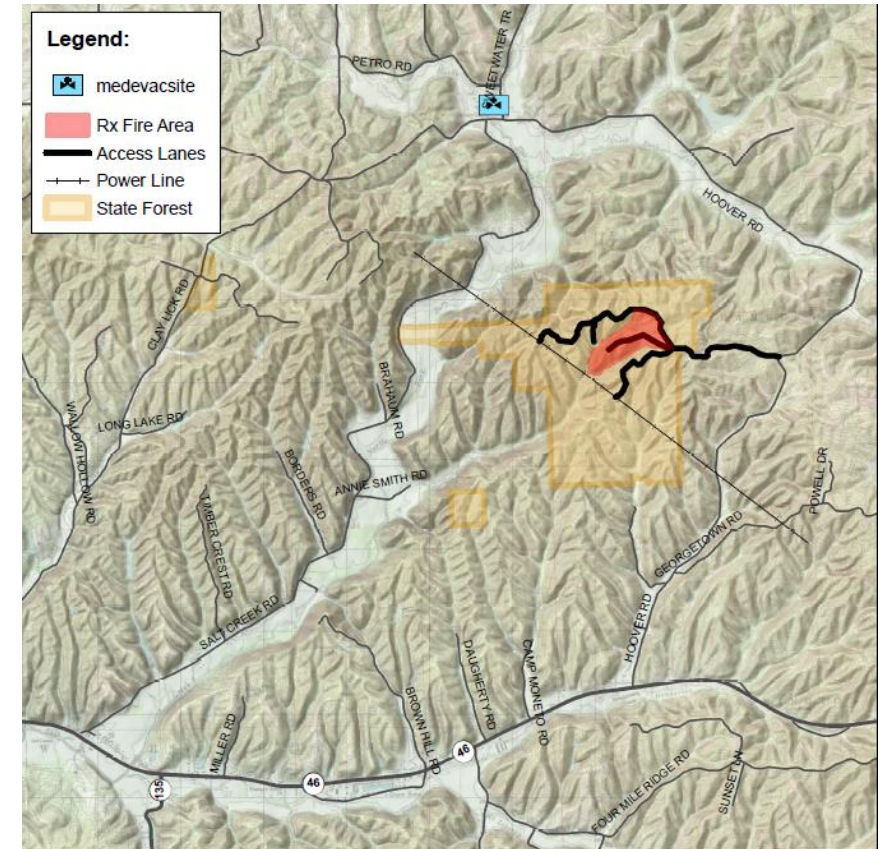 Legend:
medevacsite
Rx Fire Area
Access Lanes
Power Line
State Forest
PETRO RD
SWEETWATER TR
HOOVER RD
CLAY LICK RD
LONG LAKE RD
WALLOW HOLLOW RD
BRAHAUM RD
BORDERS RD
ANNIE SMITH RD
TIMBER CREST RD
SALT CREEK RD
POWELL DR
GEORGETOWN RD
HOOVER RD
MILLER RD
BROWN HILL RD
DAUGHERTY RD
CAMP MONETO RD
46
46
135
FOUR MILE RIDGE RD
SUNSET LN